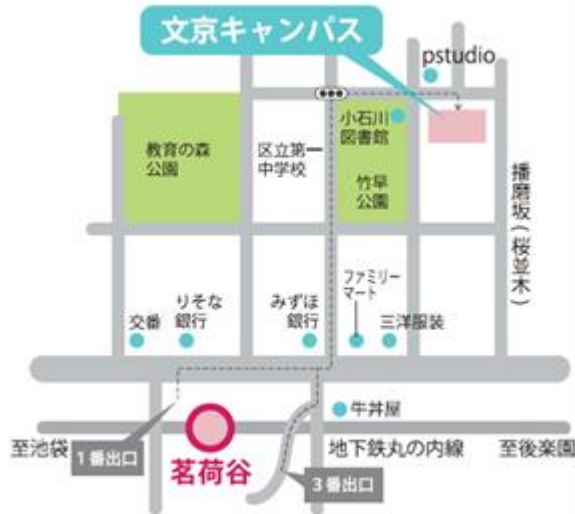 文京キャンパス
pstudio
小石川
図書館
教育の森
公園
区立第一
中学校
竹早
公園
播磨坂(桜並木)
ファミリー
マート
りそな
銀行
みずほ
銀行
交番
三洋服装
牛丼屋
至池袋
1番出口
茗荷谷
3番出口
地下鉄丸の内線
至後楽園